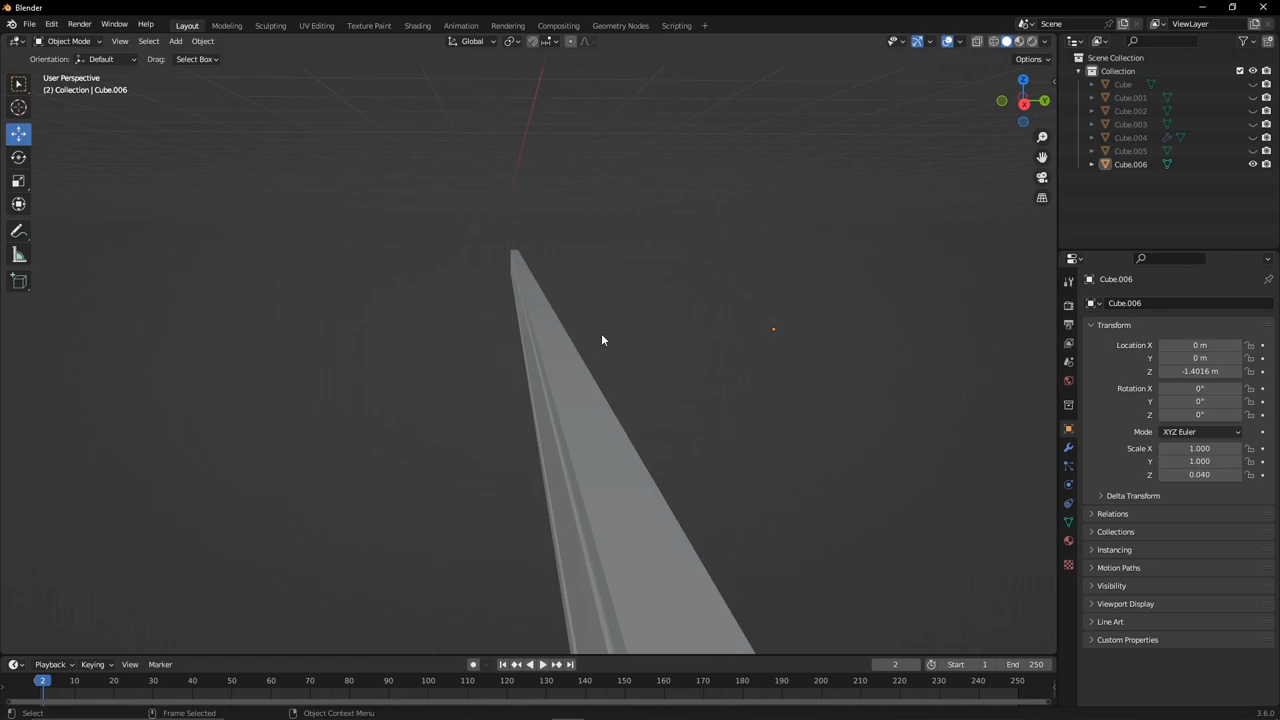 Blender
File Edit Render Window Help Layout Modeling Sculpting UV Editing Texture Paint Shading Animation Rendering Compositing Geometry Nodes Scripting + Scene ViewLayer
Object Mode View Select Add Object Global
Orientation: Default Drag: Select Box Options
User Perspective
(2) Collection | Cube.006
Z
Y
X
Scene Collection
Collection
Cube
Cube.001
Cube.002
Cube.003
Cube.004
Cube.005
Cube.006
Cube.006
Cube.006
Transform
Location X 0 m
Y 0 m
Z -1.4016 m
Rotation X 0°
Y 0°
Z 0°
Mode XYZ Euler
Scale X 1.000
Y 1.000
Z 0.040
Delta Transform
Relations
Collections
Instancing
Motion Paths
Visibility
Viewport Display
Line Art
Custom Properties
Playback Keying View Marker 2 Start 1 End 250
2 10 20 30 40 50 60 70 80 90 100 110 120 130 140 150 160 170 180 190 200 210 220 230 240 250
Select Frame Selected Object Context Menu 3.6.0